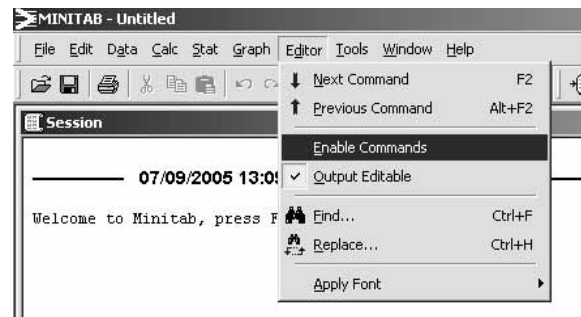 MINITAB - Untitled
File Edit Data Calc Stat Graph Editor Tools Window Help
Next Command F2
Previous Command Alt+F2
Session
Enable Commands
07/09/2005 13:0
Output Editable
Welcome to Minitab, press F
Find... Ctrl+F
Replace... Ctrl+H
Apply Font